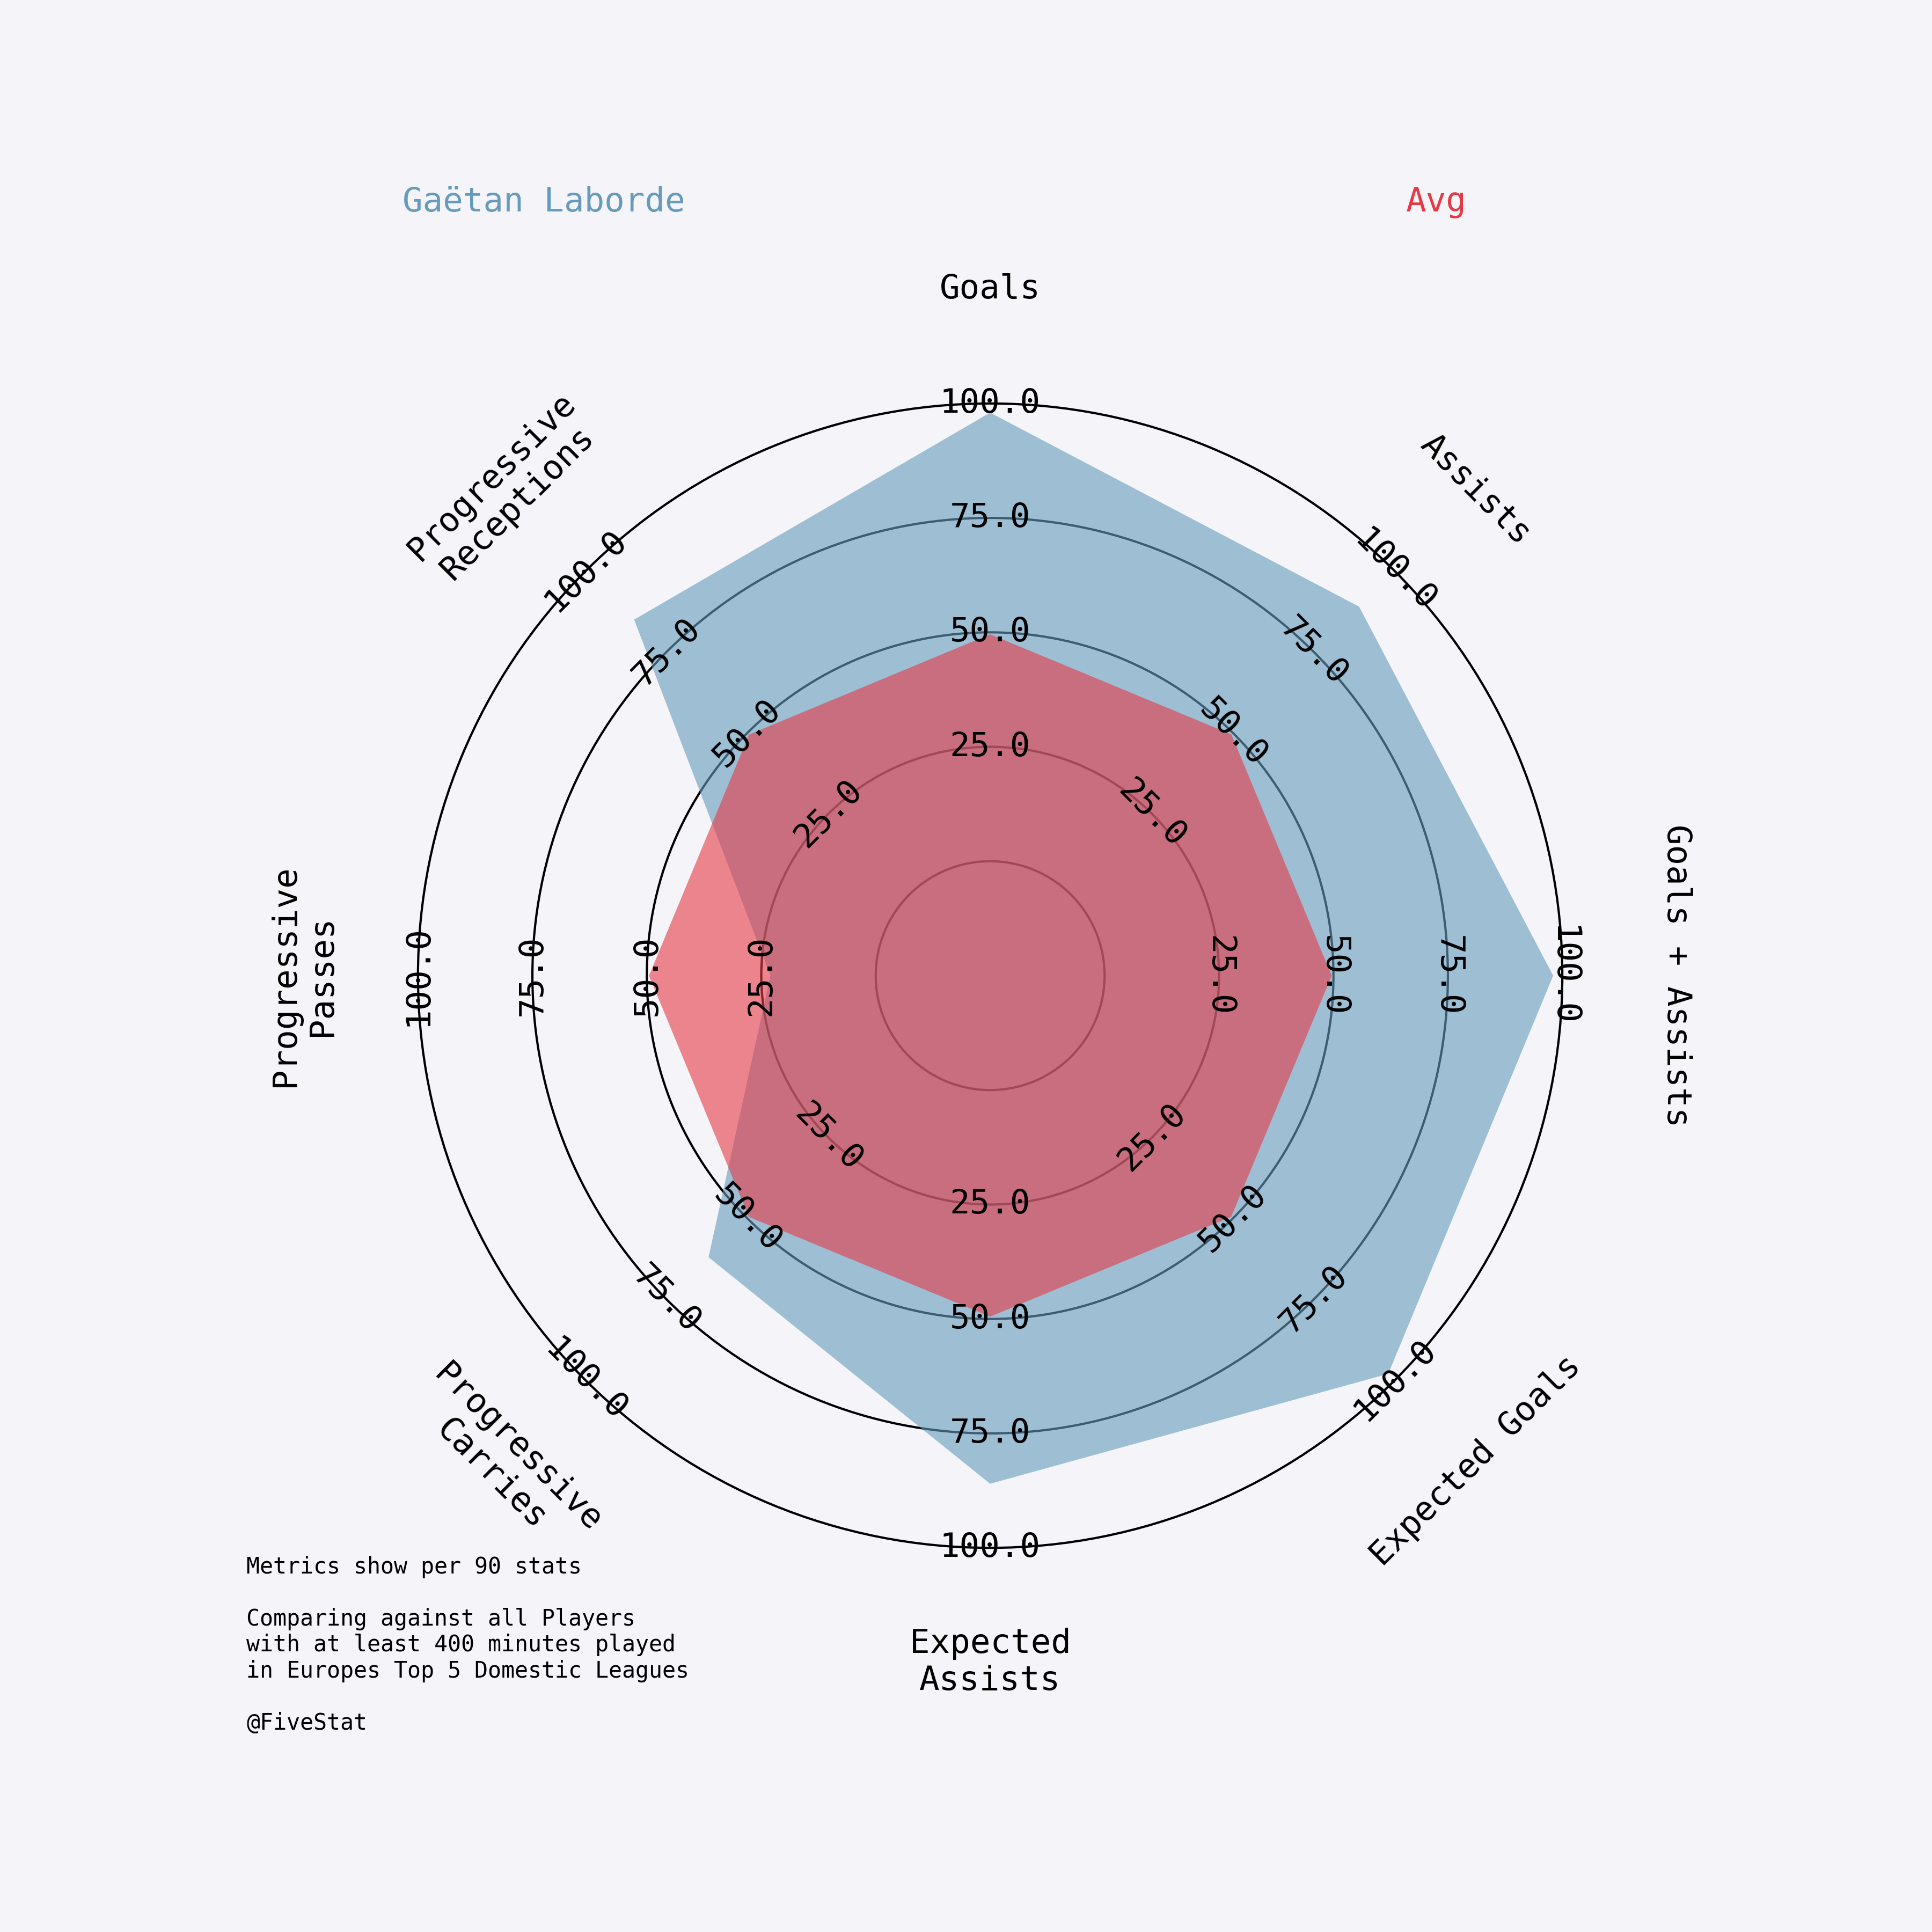 Gaëtan Laborde
Avg
Goals
Assists
Goals + Assists
Expected Goals
Expected
Assists
Progressive
Carries
Progressive
Passes
Progressive
Receptions
25.0
50.0
75.0
100.0
25.0
50.0
75.0
100.0
25.0
50.0
75.0
100.0
25.0
50.0
75.0
100.0
25.0
50.0
75.0
100.0
25.0
50.0
75.0
100.0
25.0
50.0
75.0
100.0
25.0
50.0
75.0
100.0
Metrics show per 90 stats
Comparing against all Players
with at least 400 minutes played
in Europes Top 5 Domestic Leagues
@FiveStat